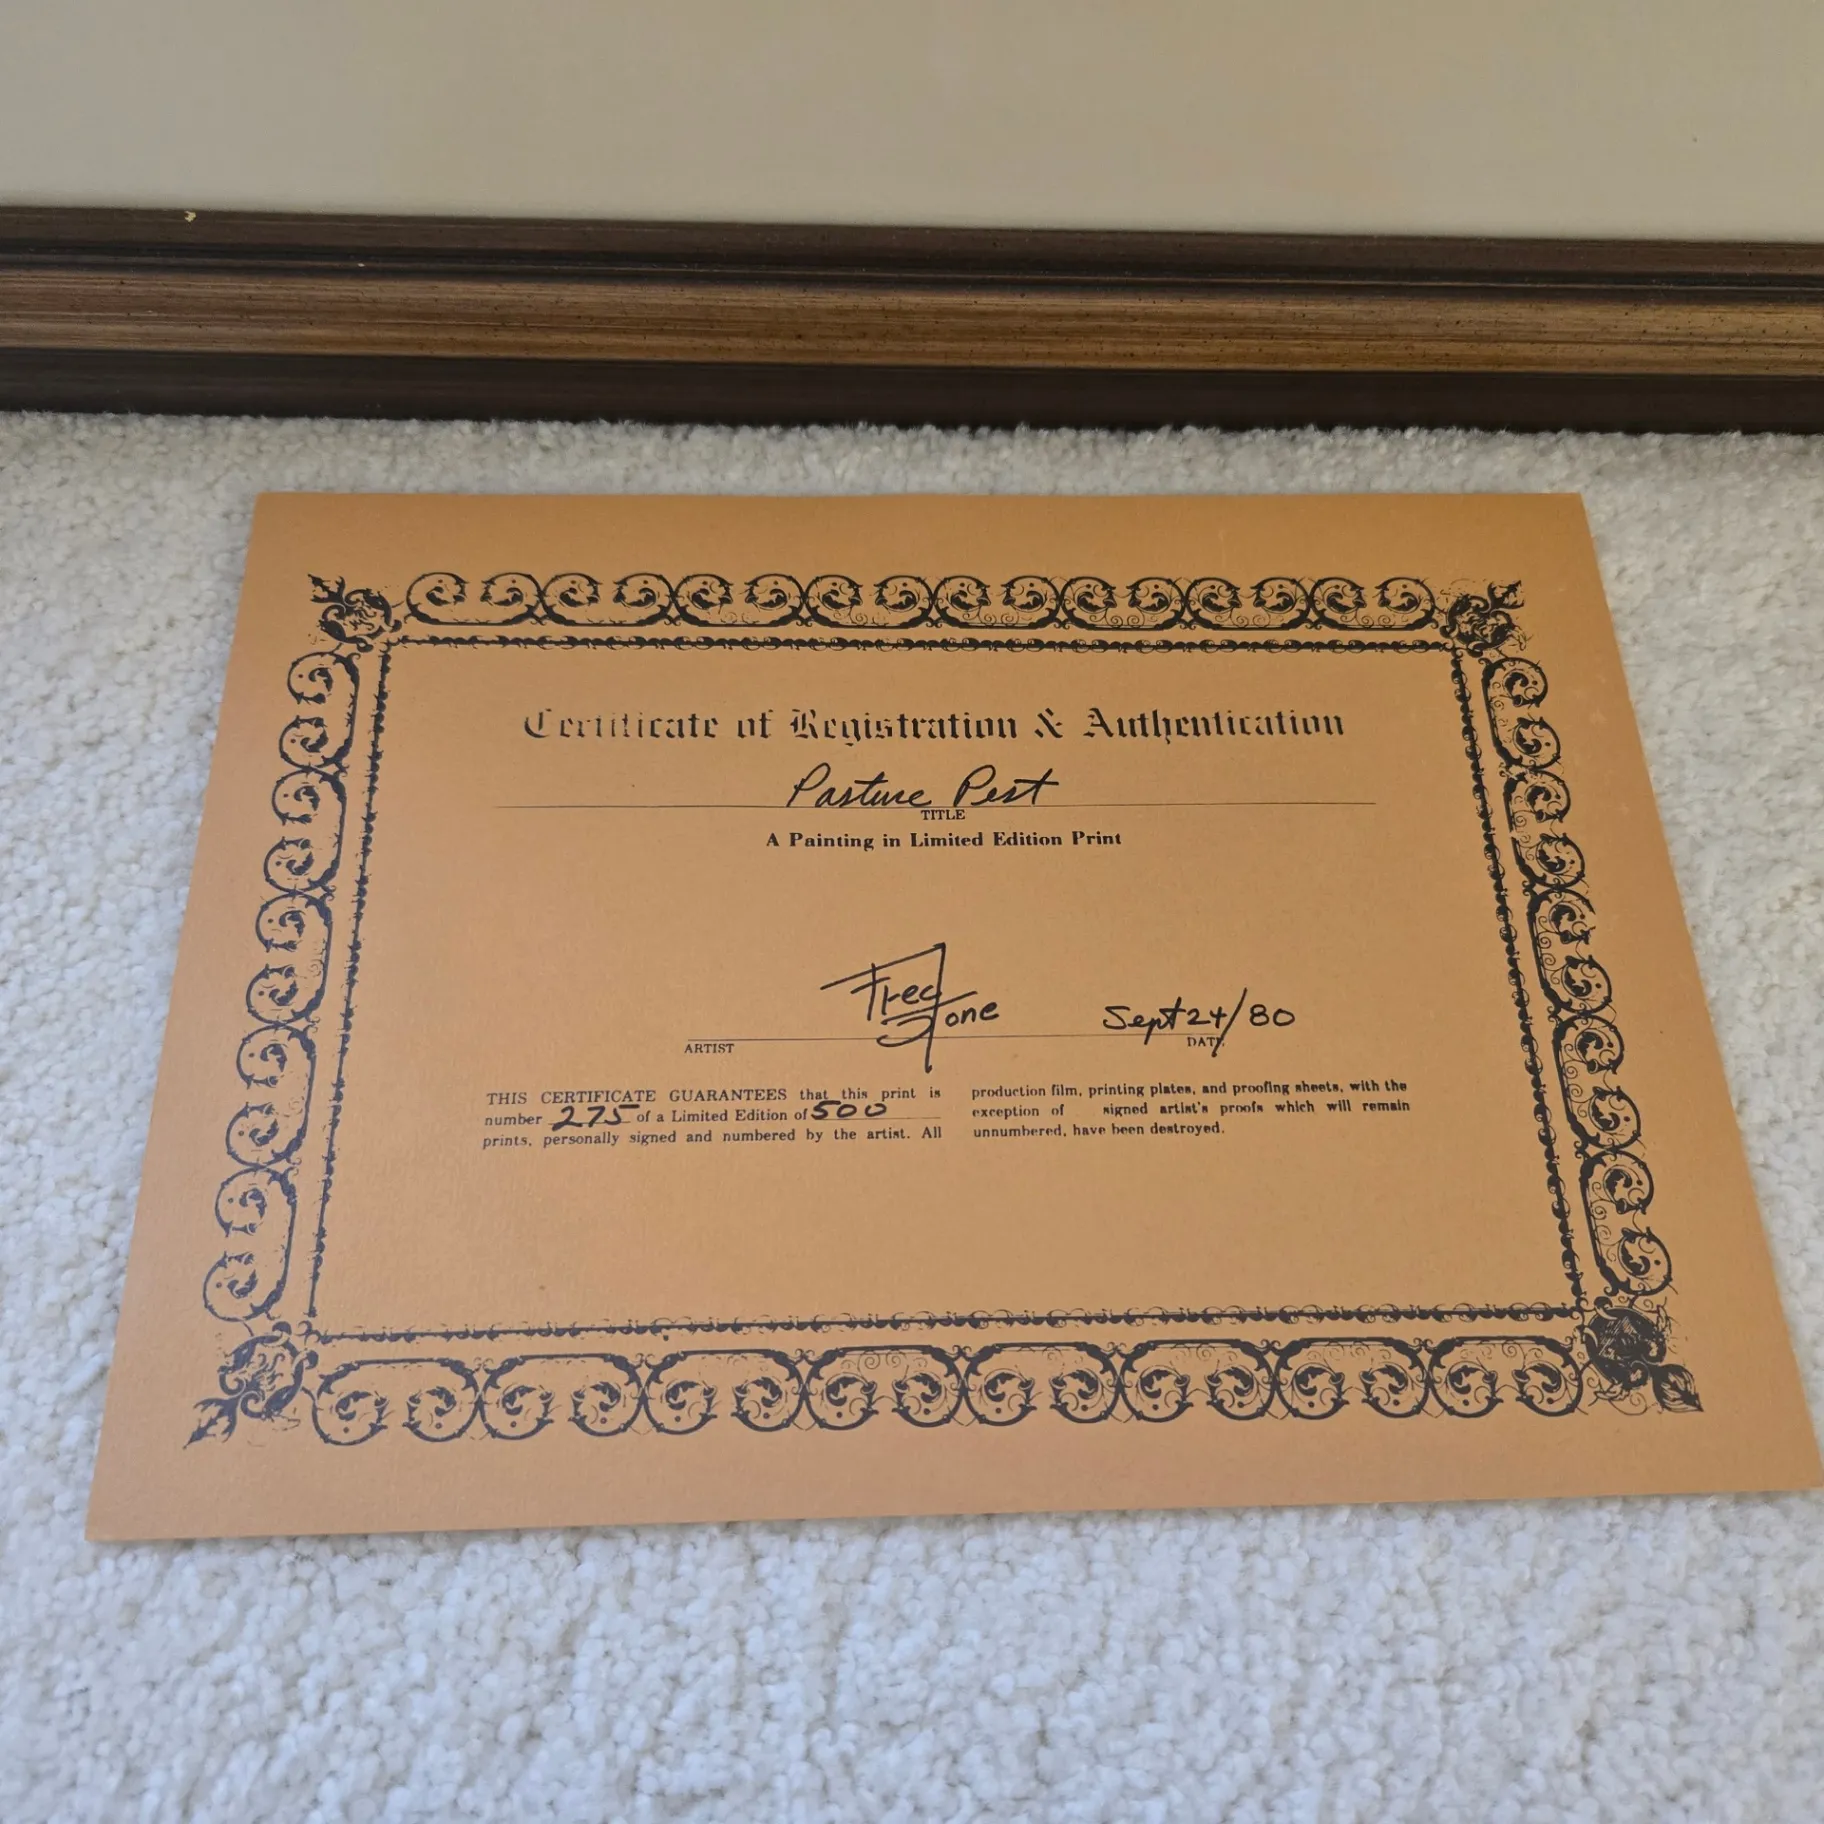 Certificate of Registration & Authentication
Pasture Pest
TITLE
A Painting in Limited Edition Print
Fred Jone
Sept 24/80
ARTIST
DATE
THIS CERTIFICATE GUARANTEES that this print is
number 275 of a Limited Edition of 500
prints, personally signed and numbered by the artist. All
production film, printing plates, and proofing sheets, with the
exception of signed artist's proofs which will remain
unnumbered, have been destroyed.